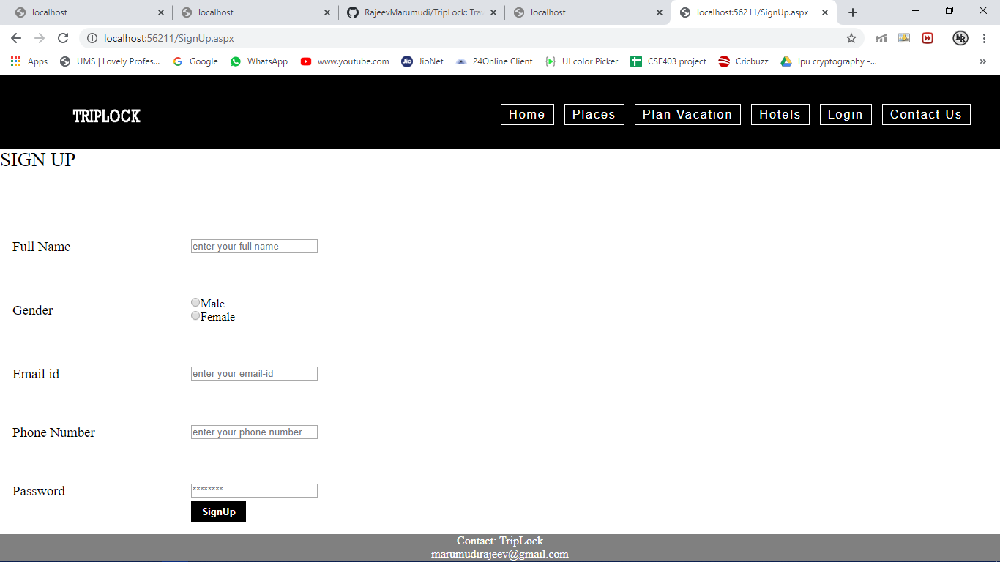 localhost
localhost
RajeevMarumudi/TripLock: Trav
localhost
localhost:56211/SignUp.aspx
localhost:56211/SignUp.aspx
Apps
UMS | Lovely Profes...
Google
WhatsApp
www.youtube.com
Jio
JioNet
24Online Client
UI color Picker
CSE403 project
Cricbuzz
lpu cryptography -...
»
TRIPLOCK
Home
Places
Plan Vacation
Hotels
Login
Contact Us
SIGN UP
Full Name
enter your full name
Gender
Male
Female
Email id
enter your email-id
Phone Number
enter your phone number
Password
********
SignUp
Contact: TripLock
marumudirajeev@gmail.com